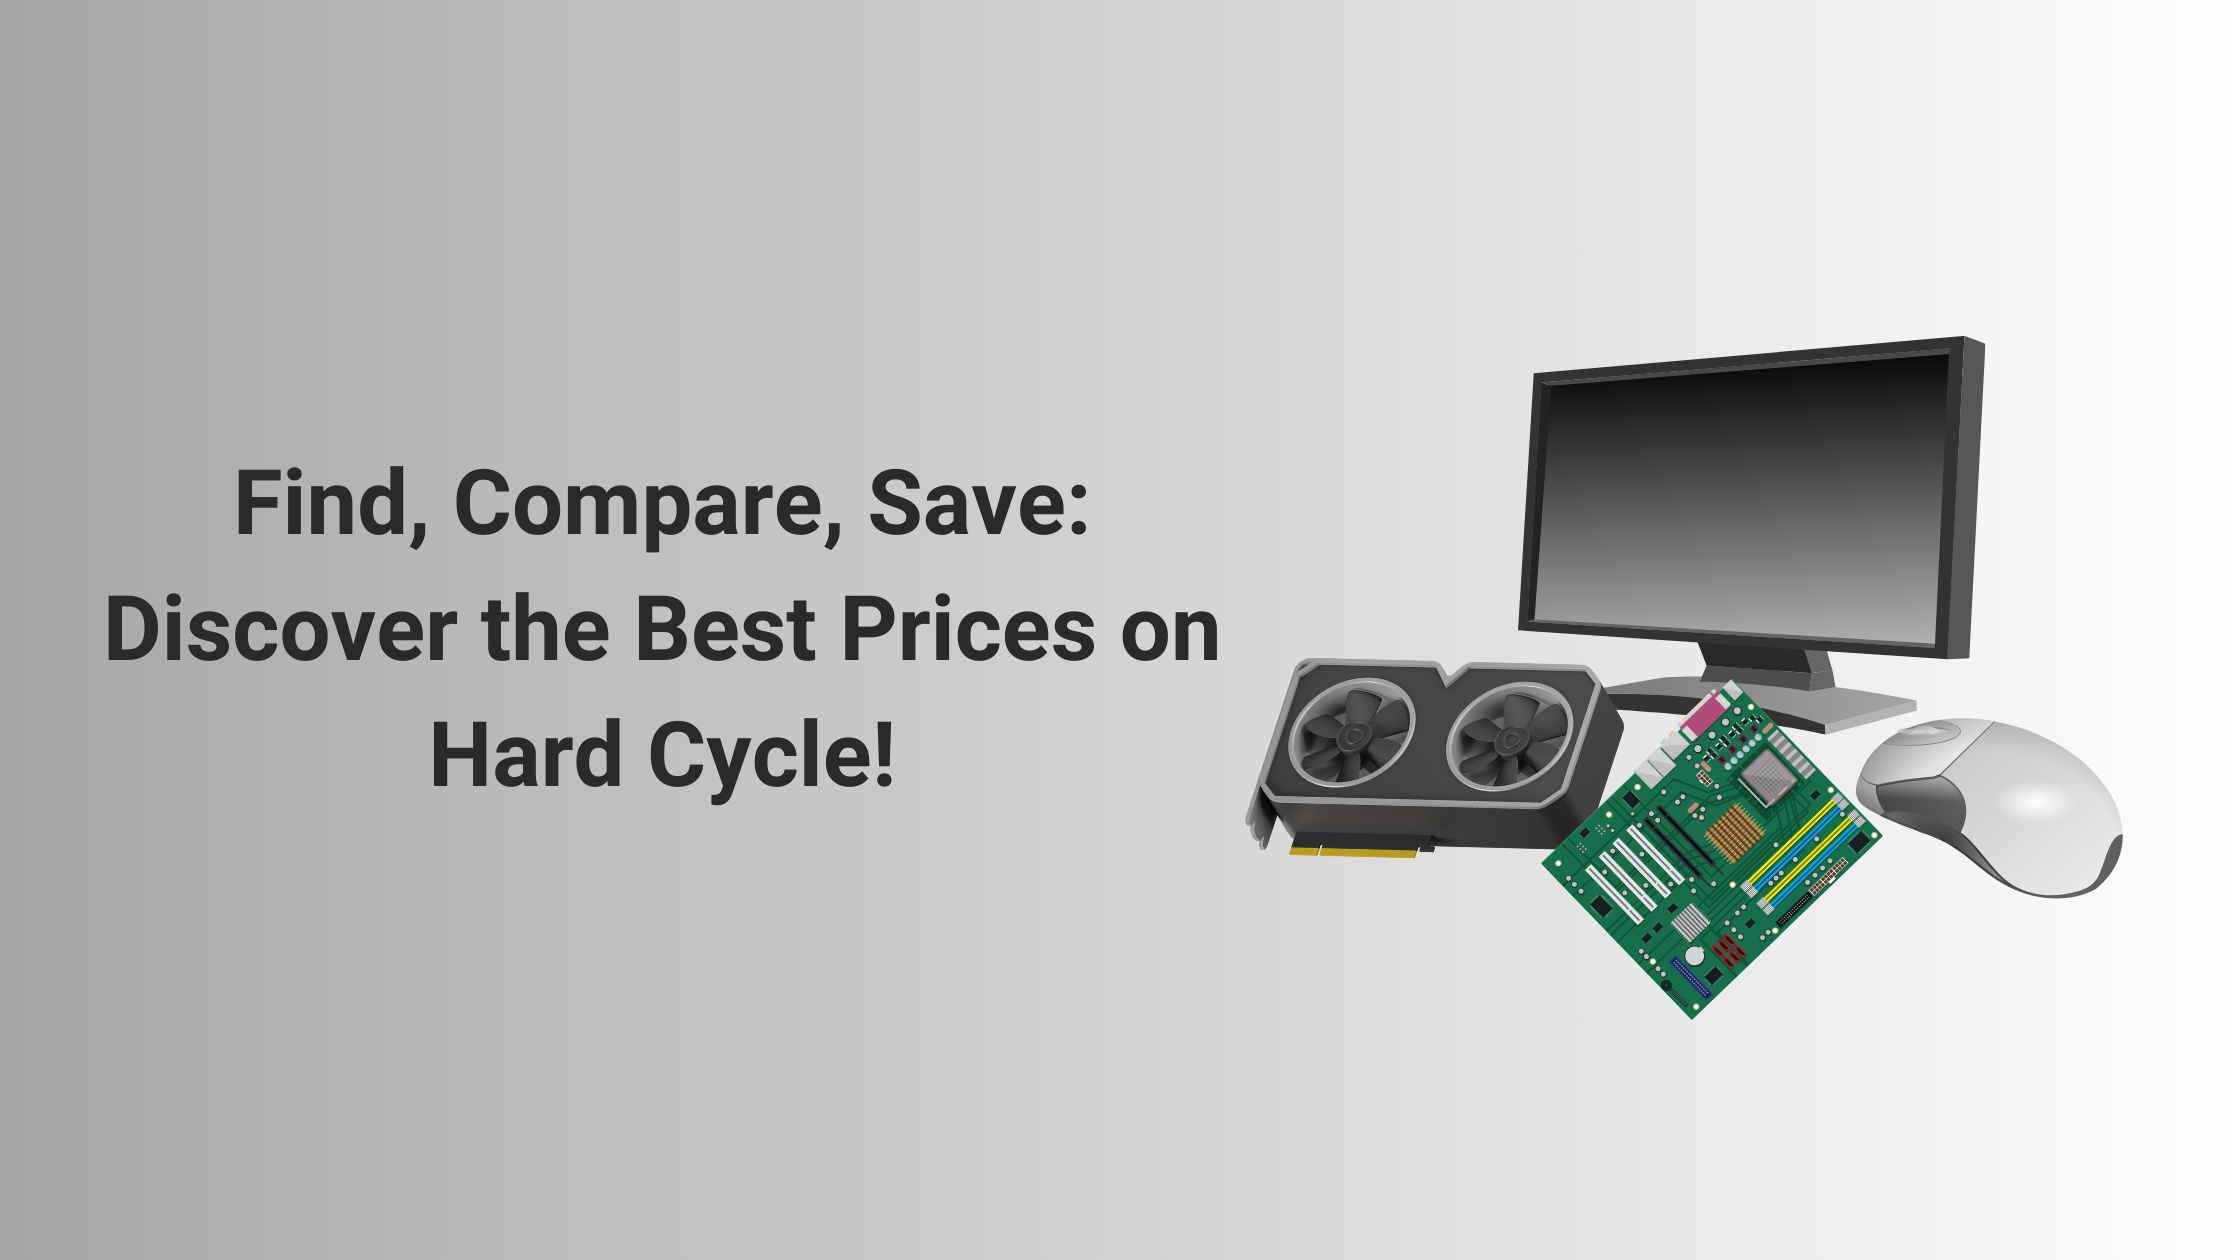 Find, Compare, Save:
Discover the Best Prices on
Hard Cycle!